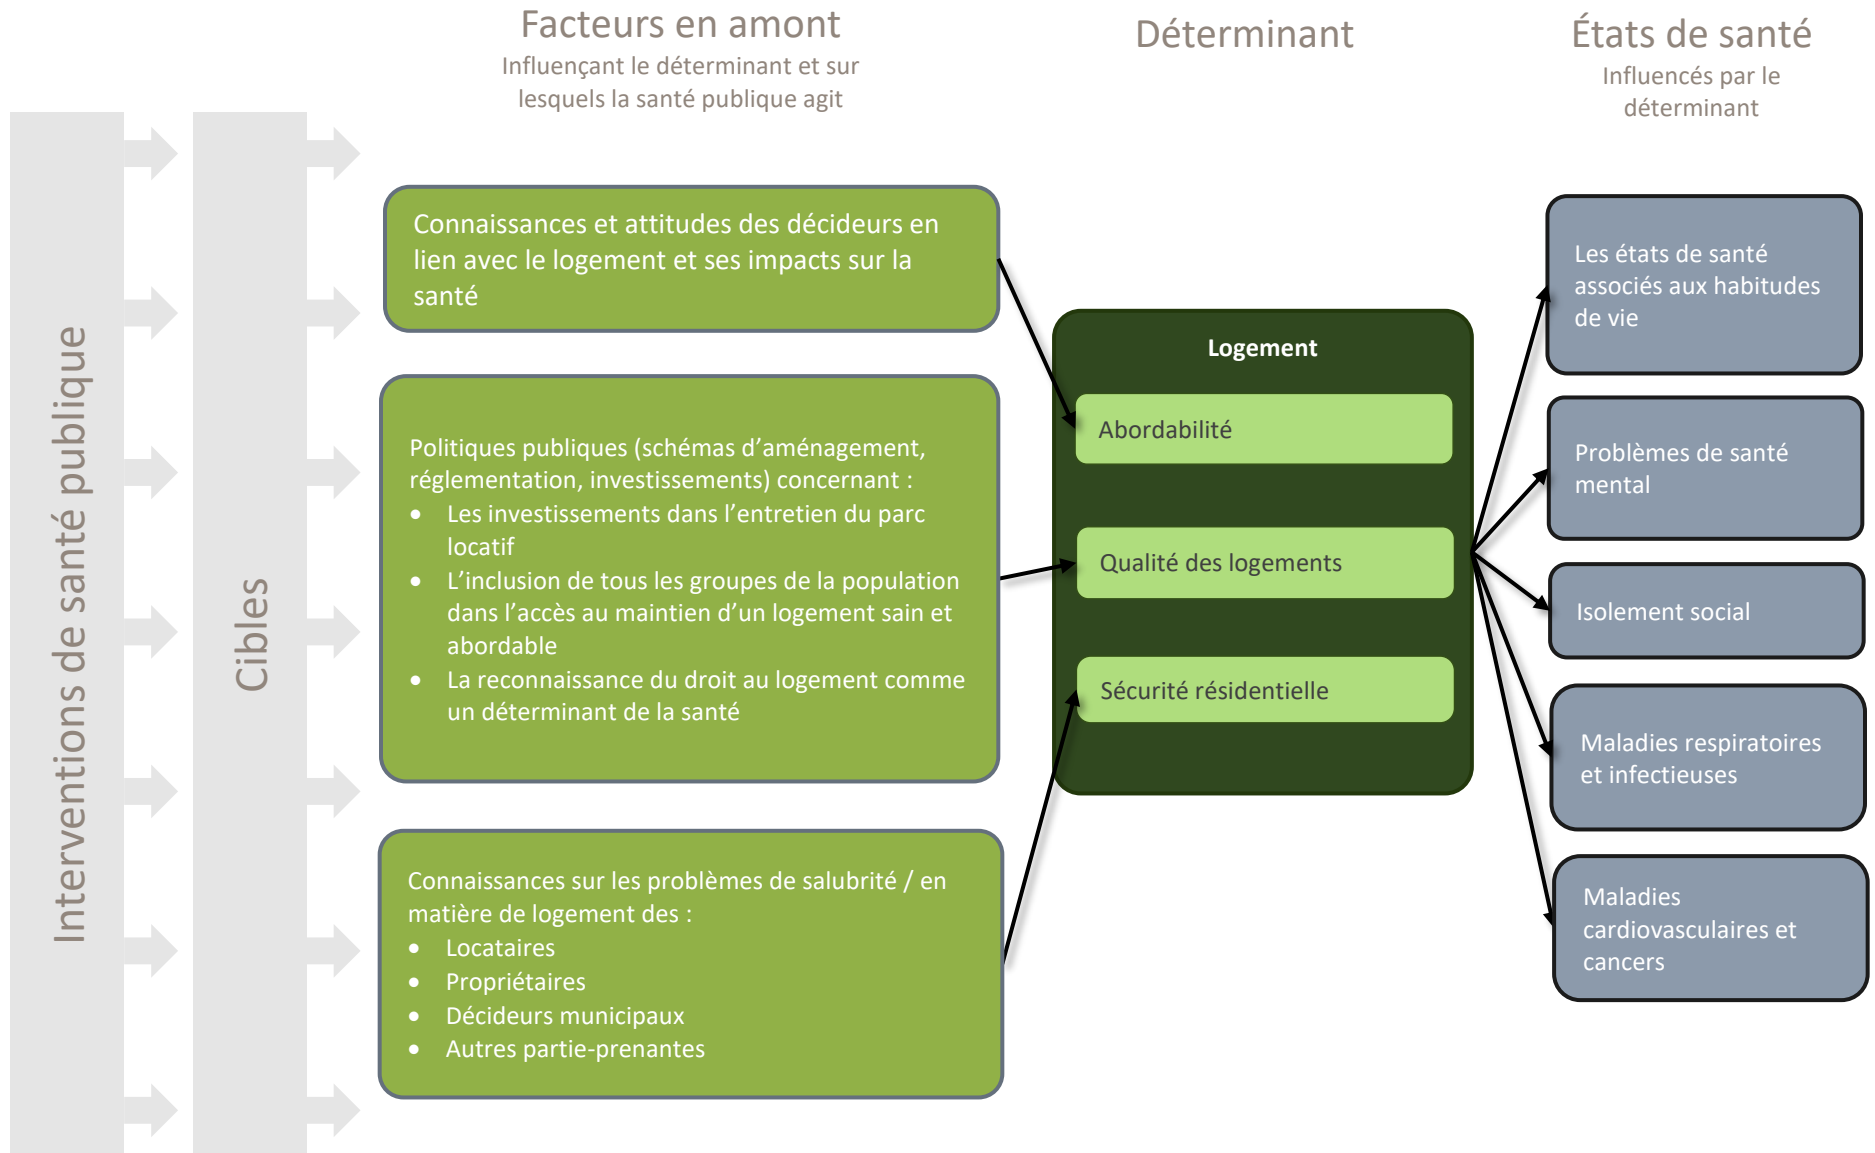 Facteurs en amont
Influençant le déterminant et sur
lesquels la santé publique agit
Déterminant
États de santé
Influencés par le
déterminant
Interventions de santé publique
Cibles
Connaissances et attitudes des décideurs en
lien avec le logement et ses impacts sur la
santé
Politiques publiques (schémas d’aménagement,
réglementation, investissements) concernant :
• Les investissements dans l’entretien du parc
locatif
• L’inclusion de tous les groupes de la population
dans l’accès au maintien d’un logement sain et
abordable
• La reconnaissance du droit au logement comme
un déterminant de la santé
Connaissances sur les problèmes de salubrité / en
matière de logement des :
• Locataires
• Propriétaires
• Décideurs municipaux
• Autres partie-prenantes
Logement
Abordabilité
Qualité des logements
Sécurité résidentielle
Les états de santé
associés aux habitudes
de vie
Problèmes de santé
mental
Isolement social
Maladies respiratoires
et infectieuses
Maladies
cardiovasculaires et
cancers